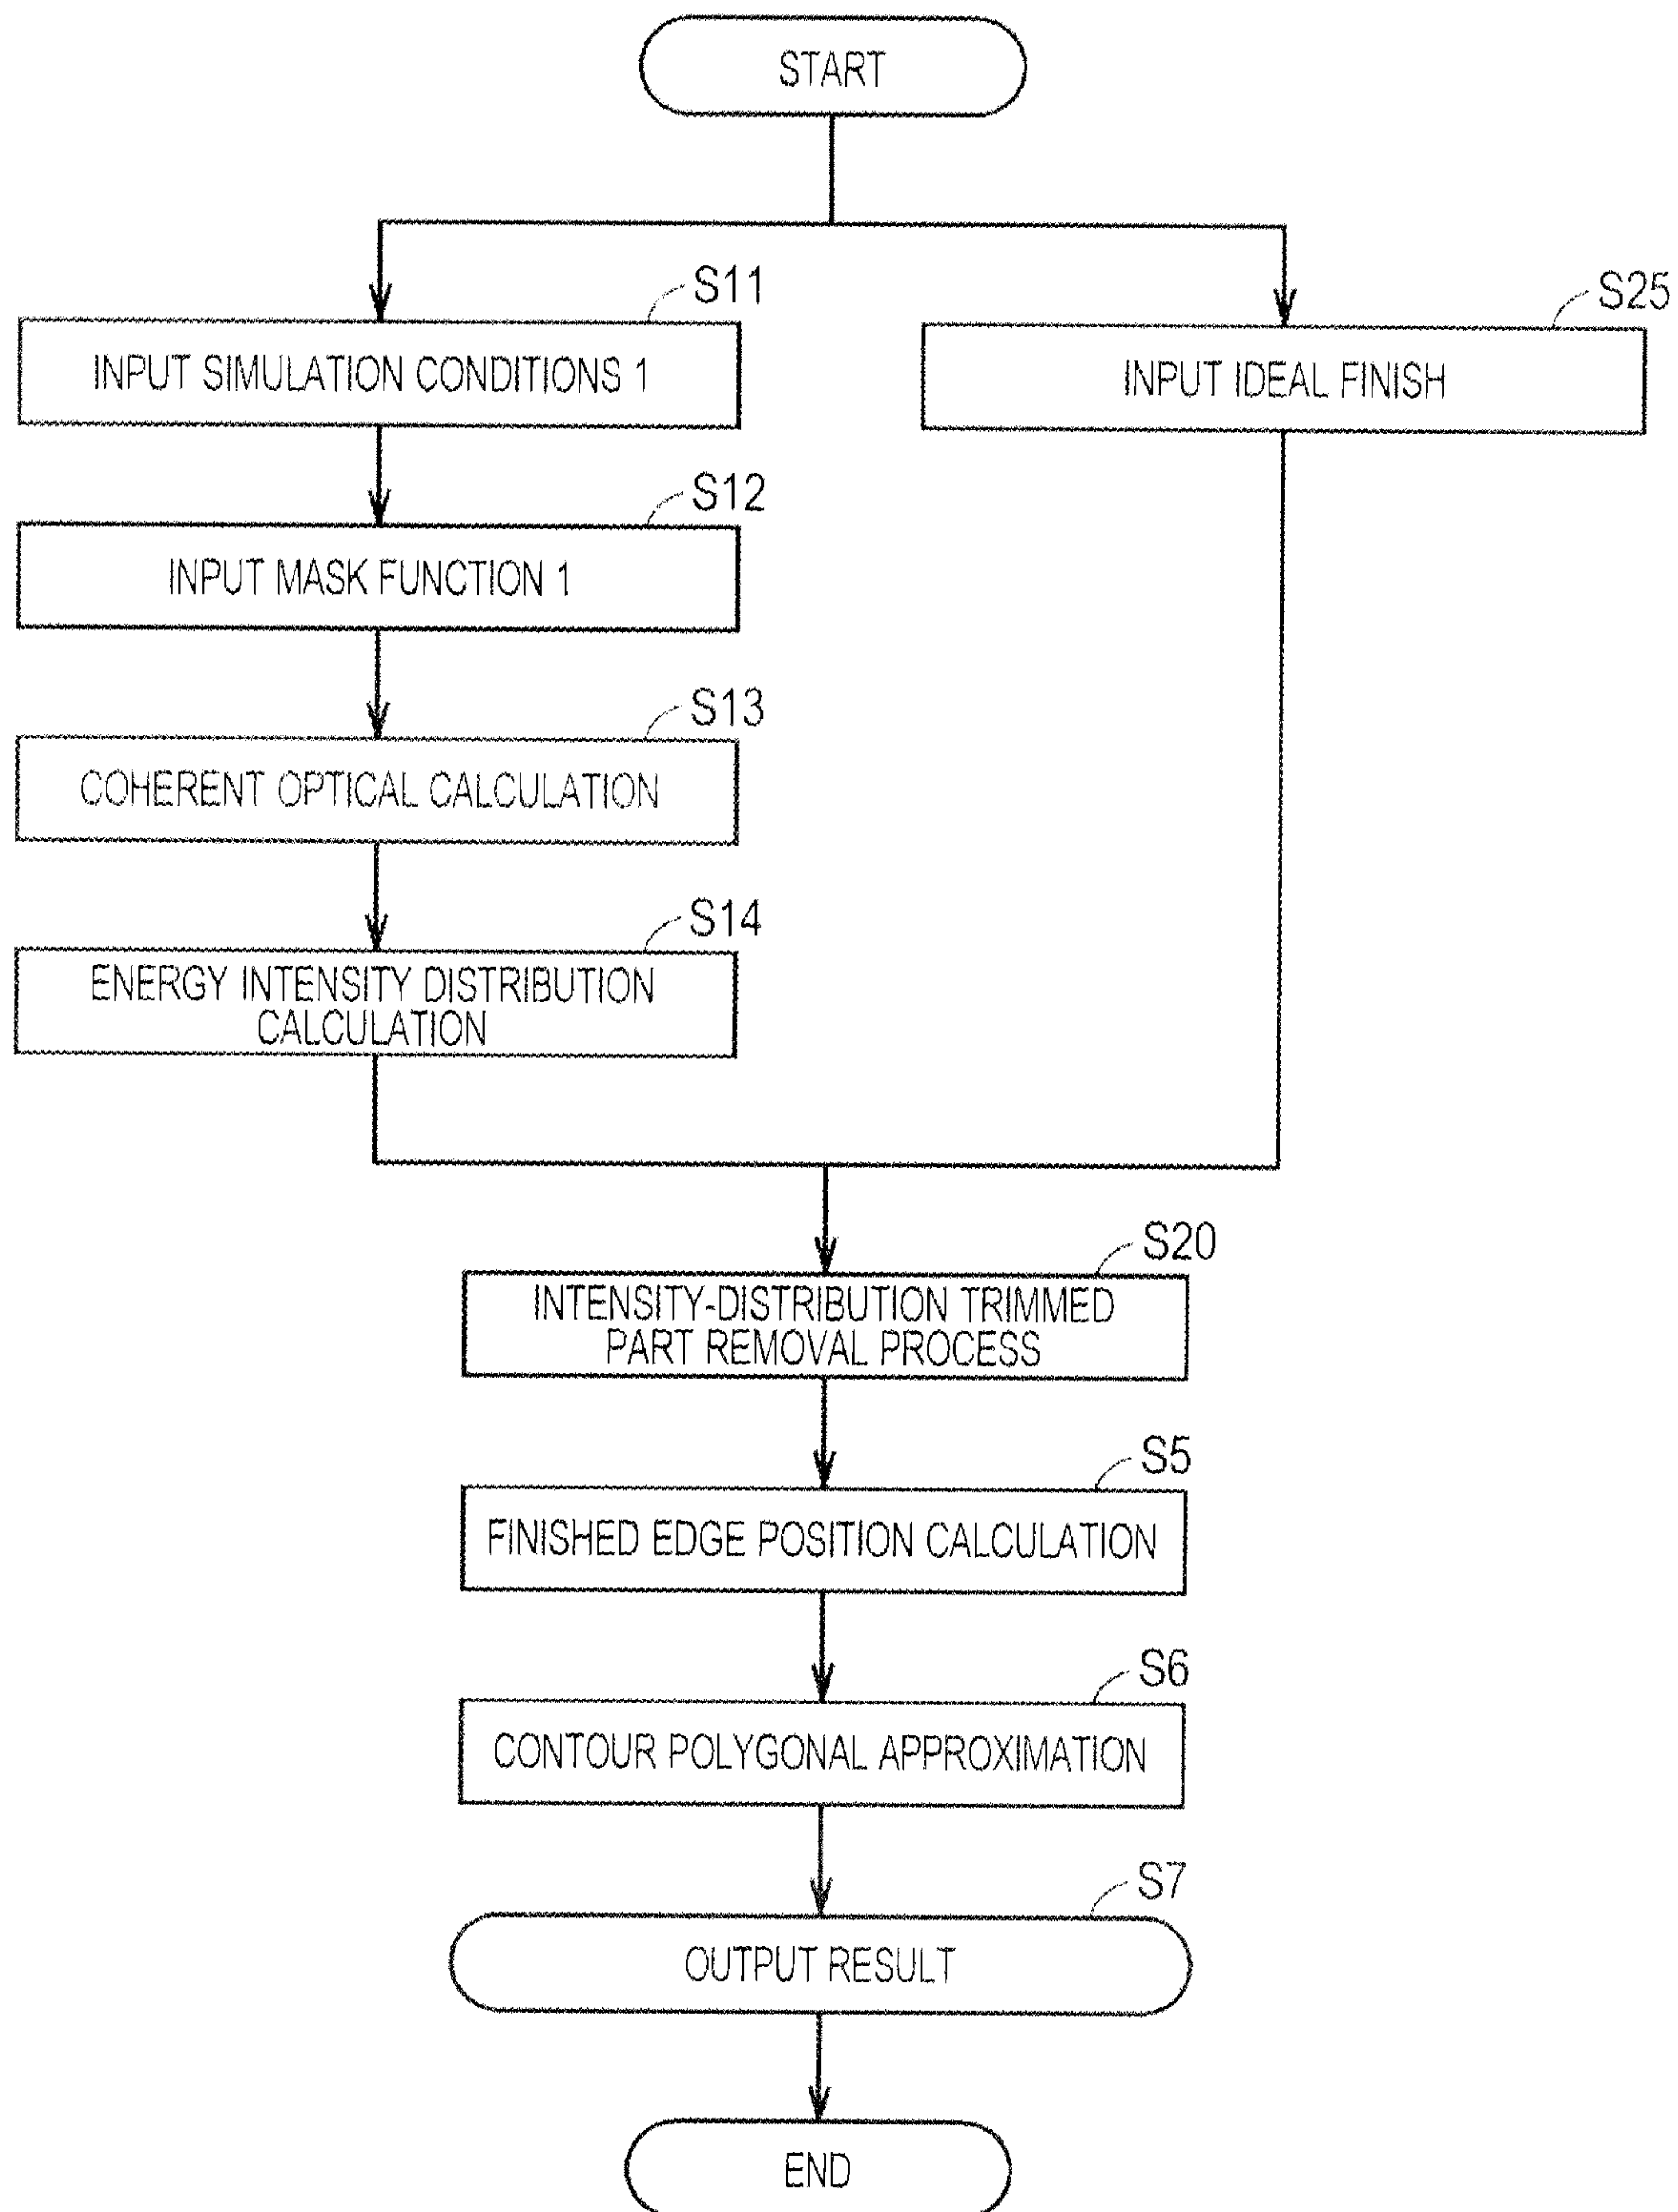 START
S11
INPUT SIMULATION CONDITIONS 1
S25
INPUT IDEAL FINISH
S12
INPUT MASK FUNCTION 1
S13
COHERENT OPTICAL CALCULATION
S14
ENERGY INTENSITY DISTRIBUTION
CALCULATION
S20
INTENSITY-DISTRIBUTION TRIMMED
PART REMOVAL PROCESS
S5
FINISHED EDGE POSITION CALCULATION
S6
CONTOUR POLYGONAL APPROXIMATION
S7
OUTPUT RESULT
END